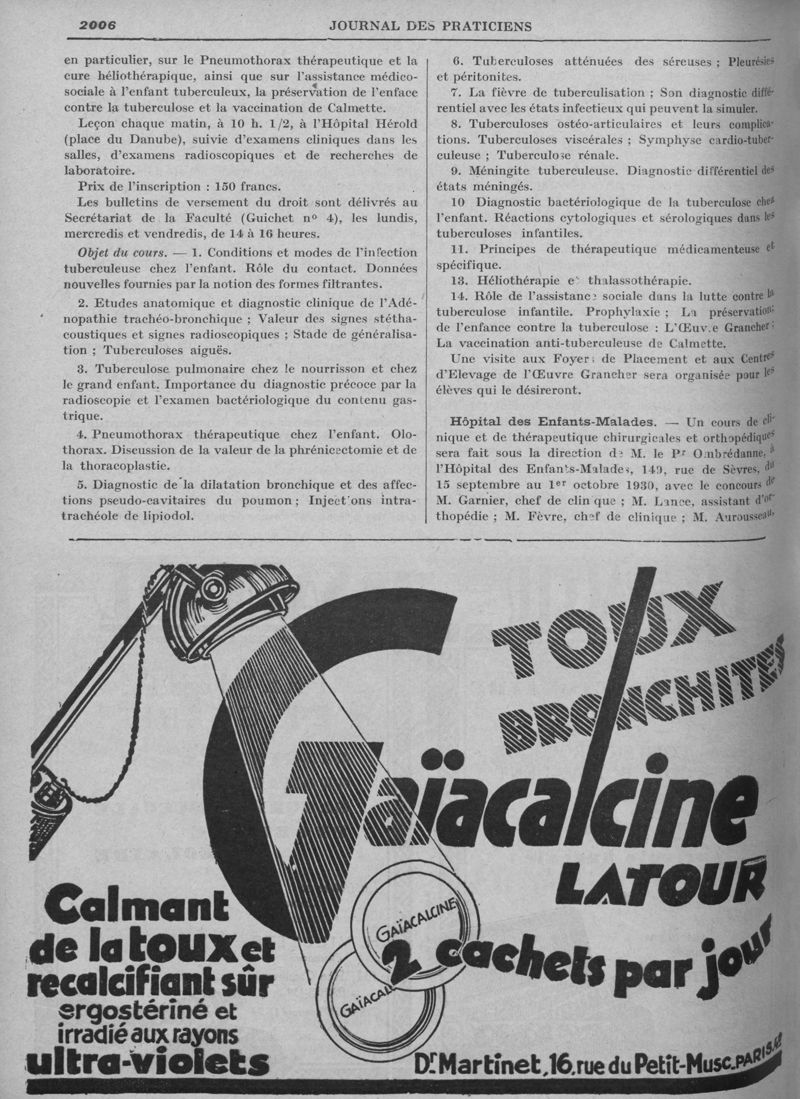 2006
JOURNAL DES PRATICIENS
en particulier, sur le Pneumothorax thérapeutique et la
cure héliothérapique, ainsi que sur l'assistance médico-
sociale à l'enfant tuberculeux, la préservation de l'enface
contre la tuberculose et la vaccination de Calmette.
Leçon chaque matin, à 10 h. 1/2, à l'Hôpital Hérold
(place du Danube), suivie d'examens cliniques dans les
salles, d'examens radioscopiques et de recherches de
laboratoire.
Prix de l'inscription : 150 francs.
Les bulletins de versement du droit sont délivrés au
Secrétariat de la Faculté (Guichet nº 4), les lundis,
mercredis et vendredis, de 14 à 16 heures.
Objet du cours. — 1. Conditions et modes de l'infection
tuberculeuse chez l'enfant. Rôle du contact. Données
nouvelles fournies par la notion des formes filtrantes.
2. Etudes anatomique et diagnostic clinique de l'Adé-
nopathie trachéo-bronchique ; Valeur des signes stétha-
coustiques et signes radioscopiques ; Stade de généralisa-
tion ; Tuberculoses aiguës.
3. Tuberculose pulmonaire chez le nourrisson et chez
le grand enfant. Importance du diagnostic précoce par la
radioscopie et l'examen bactériologique du contenu gas-
trique.
4. Pneumothorax thérapeutique chez l'enfant. Olo-
thorax. Discussion de la valeur de la phrénicectomie et de
la thoracoplastie.
5. Diagnostic de la dilatation bronchique et des affec-
tions pseudo-cavitaires du poumon ; Inject'ons intra-
trachéole de lipiodol.
6. Tuberculoses atténuées des séreuses ; Pleurésies
et péritonites.
7. La fièvre de tuberculisation ; Son diagnostic diffé-
rentiel avec les états infectieux qui peuvent la simuler.
8. Tuberculoses ostéo-articulaires et leurs complica-
tions. Tuberculoses viscérales ; Symphyse cardio-tuber-
culeuse ; Tuberculose rénale.
9. Méningite tuberculeuse. Diagnostic différentiel des
états méningés.
10 Diagnostic bactériologique de la tuberculose chez
l'enfant. Réactions cytologiques et sérologiques dans les
tuberculoses infantiles.
11. Principes de thérapeutique médicamenteuse et
spécifique.
13. Héliothérapie e' thalassothérapie.
14. Rôle de l'assistance sociale dans la lutte contre la
tuberculose infantile. Prophylaxie ; La préservation
de l'enfance contre la tuberculose : L'Œuv.e Grancher ;
La vaccination anti-tuberculeuse de Calmette.
Une visite aux Foyers de Placement et aux Centres
d'Elevage de l'Œuvre Grancher sera organisée pour les
élèves qui le désireront.
Hôpital des Enfants-Malades. — Un cours de cli-
nique et de thérapeutique chirurgicales et orthopédiques
sera fait sous la direction de M. le Pr Ombrédanne, à
l'Hôpital des Enfants-Malades, 149, rue de Sèvres, du
15 septembre au 1er octobre 1930, avec le concours de
M. Garnier, chef de clin que ; M. Lance, assistant d'or-
thopédie ; M. Fèvre, chef de clinique ; M. Aurousseau,
TOUX
BRONCHITES
Gaïacalcine
LATOUR
GAÏACALCINE
GAÏACAL
2 cachets par jour
Calmant
de la toux et
recalcifiant sûr
ergostériné et
irradié aux rayons
ultra-violets
Dr Martinet, 16, rue du Petit-Musc. PARIS.